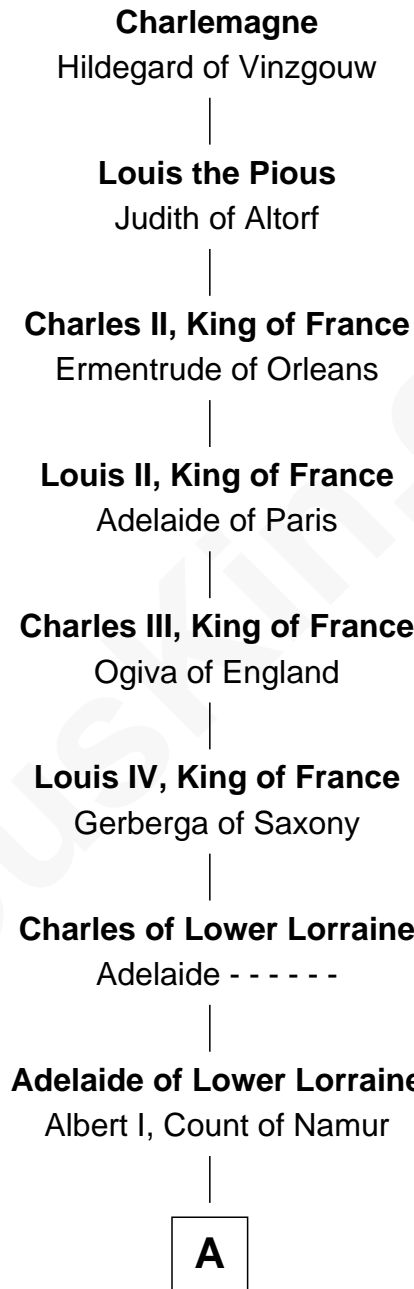 Charlemagne
Hildegard of Vinzgouw
Louis the Pious
Judith of Altorf
Charles II, King of France
Ermentrude of Orleans
Louis II, King of France
Adelaide of Paris
Charles III, King of France
Ogiva of England
Louis IV, King of France
Gerberga of Saxony
Charles of Lower Lorraine
Adelaide - - - - - -
Adelaide of Lower Lorraine
Albert I, Count of Namur
A